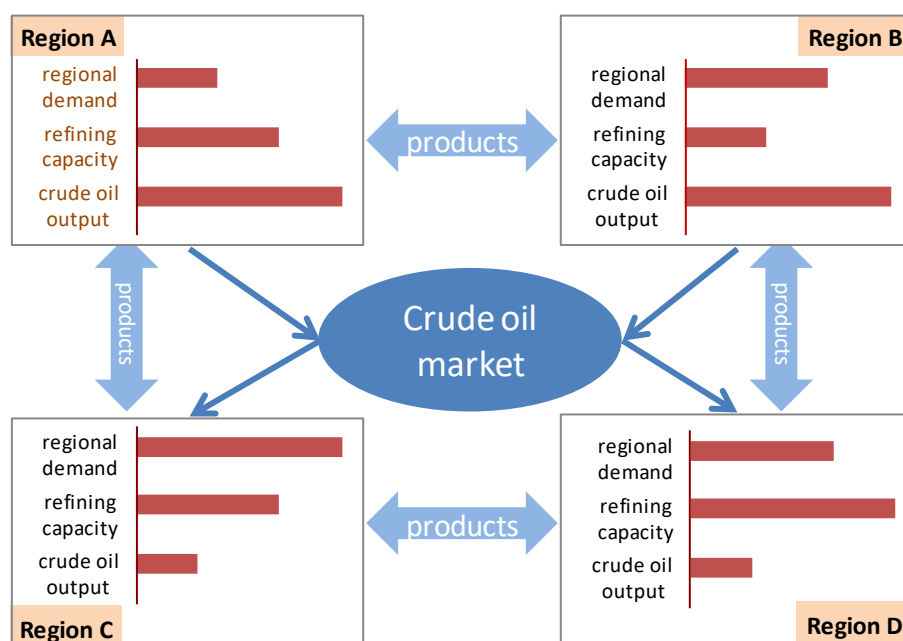 Region A
regional
demand
refining
capacity
crude oil
output
products
Region B
regional
demand
refining
capacity
crude oil
output
products
Crude oil
market
products
regional
demand
refining
capacity
crude oil
output
Region C
products
regional
demand
refining
capacity
crude oil
output
Region D